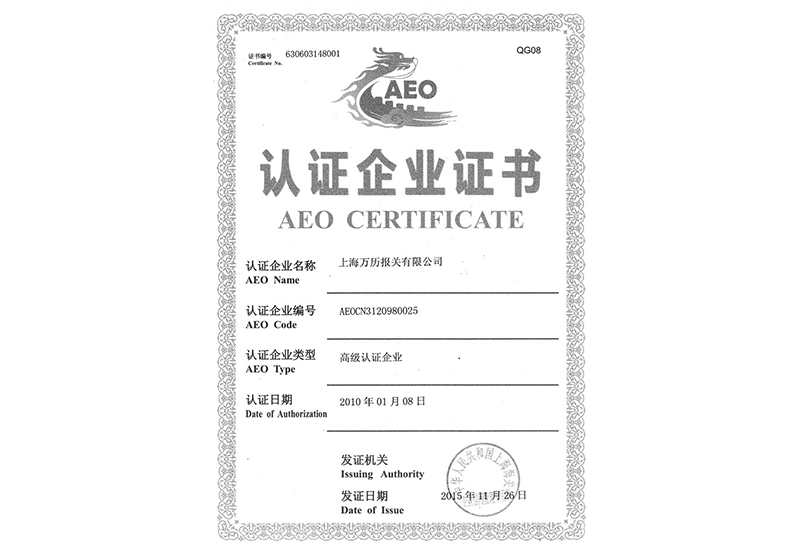 证书编号 630603148001
Certificate No.
QG08
AEO
认证企业证书
AEO CERTIFICATE
认证企业名称 上海万历报关有限公司
AEO Name
认证企业编号 AEOCN3120980025
AEO Code
认证企业类型 高级认证企业
AEO Type
认证日期 2010 年 01 月 08 日
Date of Authorization
发证机关
Issuing Authority
中华人民共和国上海海关
发证日期 2015 年 11 月 26 日
Date of Issue